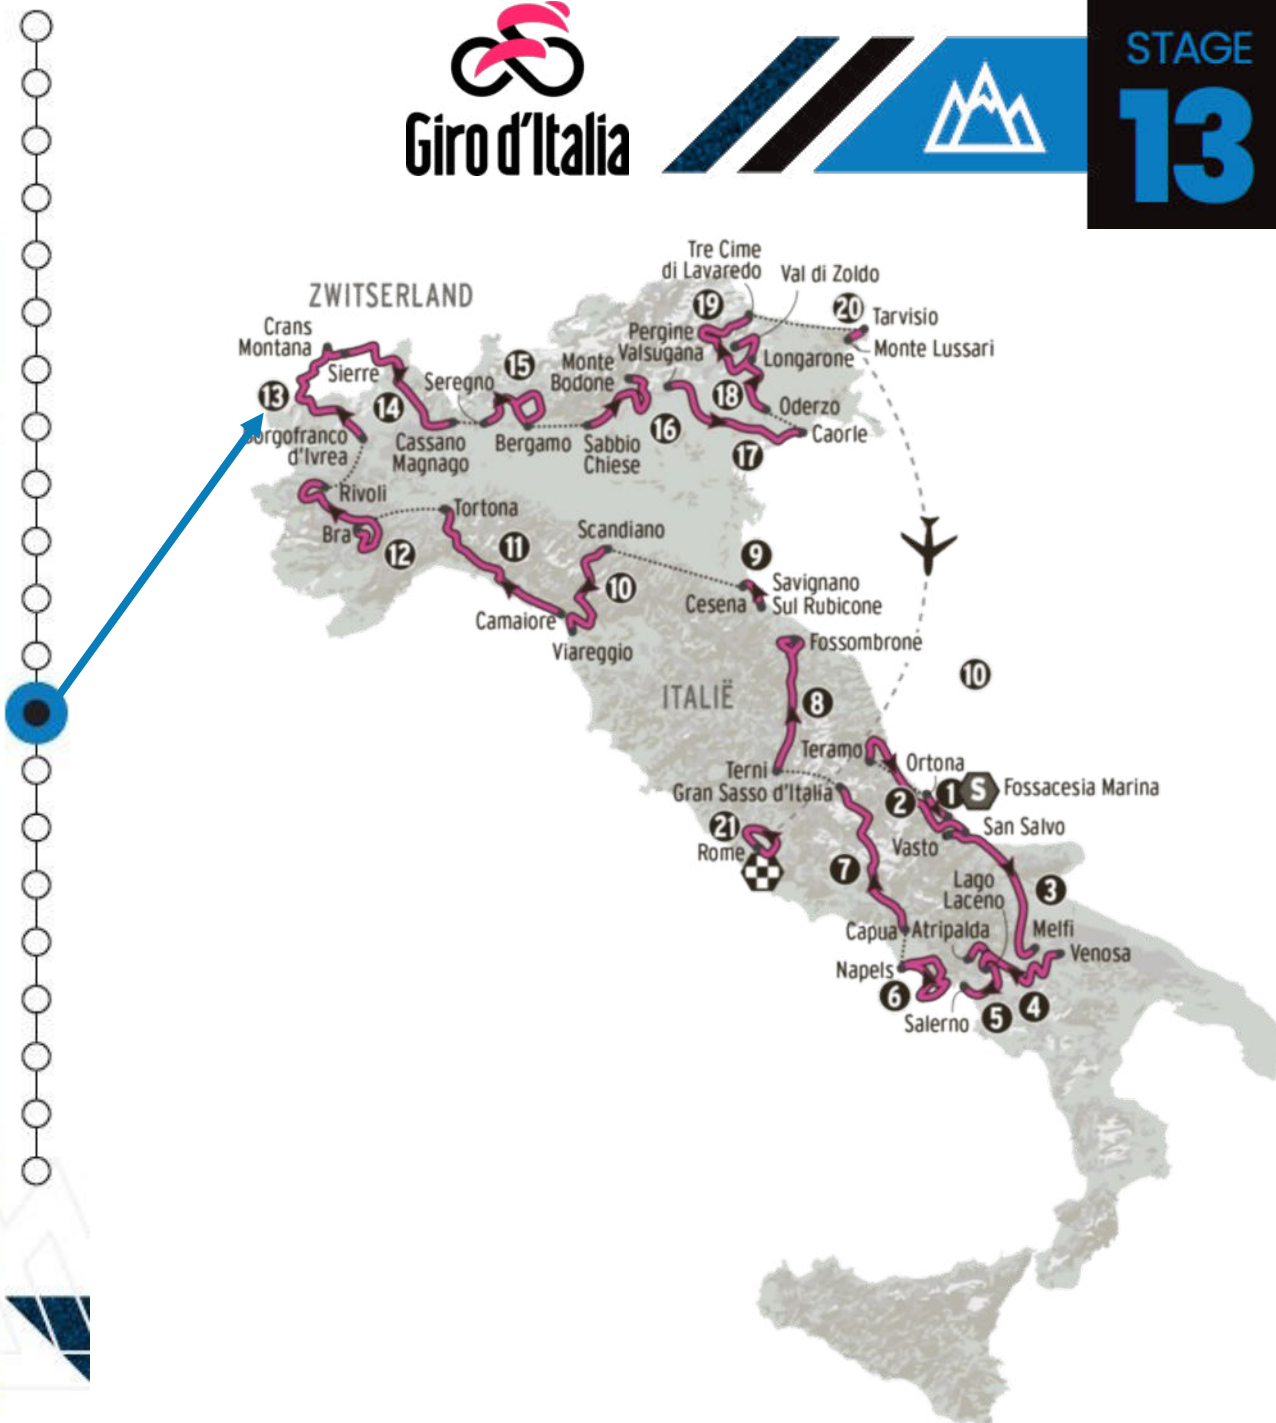 Giro d'Italia
STAGE
13
ZWITSERLAND
Tre Cime
di Lavaredo
Val di Zoldo
19
20
Tarvisio
Monte Lussari
Crans
Montana
Sierre
13
14
Seregno
15
Monte
Bodone
Pergine
Valsugana
Longarone
18
Oderzo
Caorle
16
17
Borgofranco
d'Ivrea
Cassano
Magnago
Bergamo
Sabbio
Chiese
Rivoli
Bra
12
Tortona
11
Scandiano
10
9
Savignano
Sul Rubicone
Cesena
Camaiore
Viareggio
Fossombrone
ITALIË
8
10
Teramo
Ortona
Terni
Gran Sasso d'Italia
2
1
S
Fossacesia Marina
San Salvo
Vasto
21
Rome
7
Lago
Laceno
3
Capua
Atripalda
Melfi
Venosa
Napels
6
Salerno
5
4